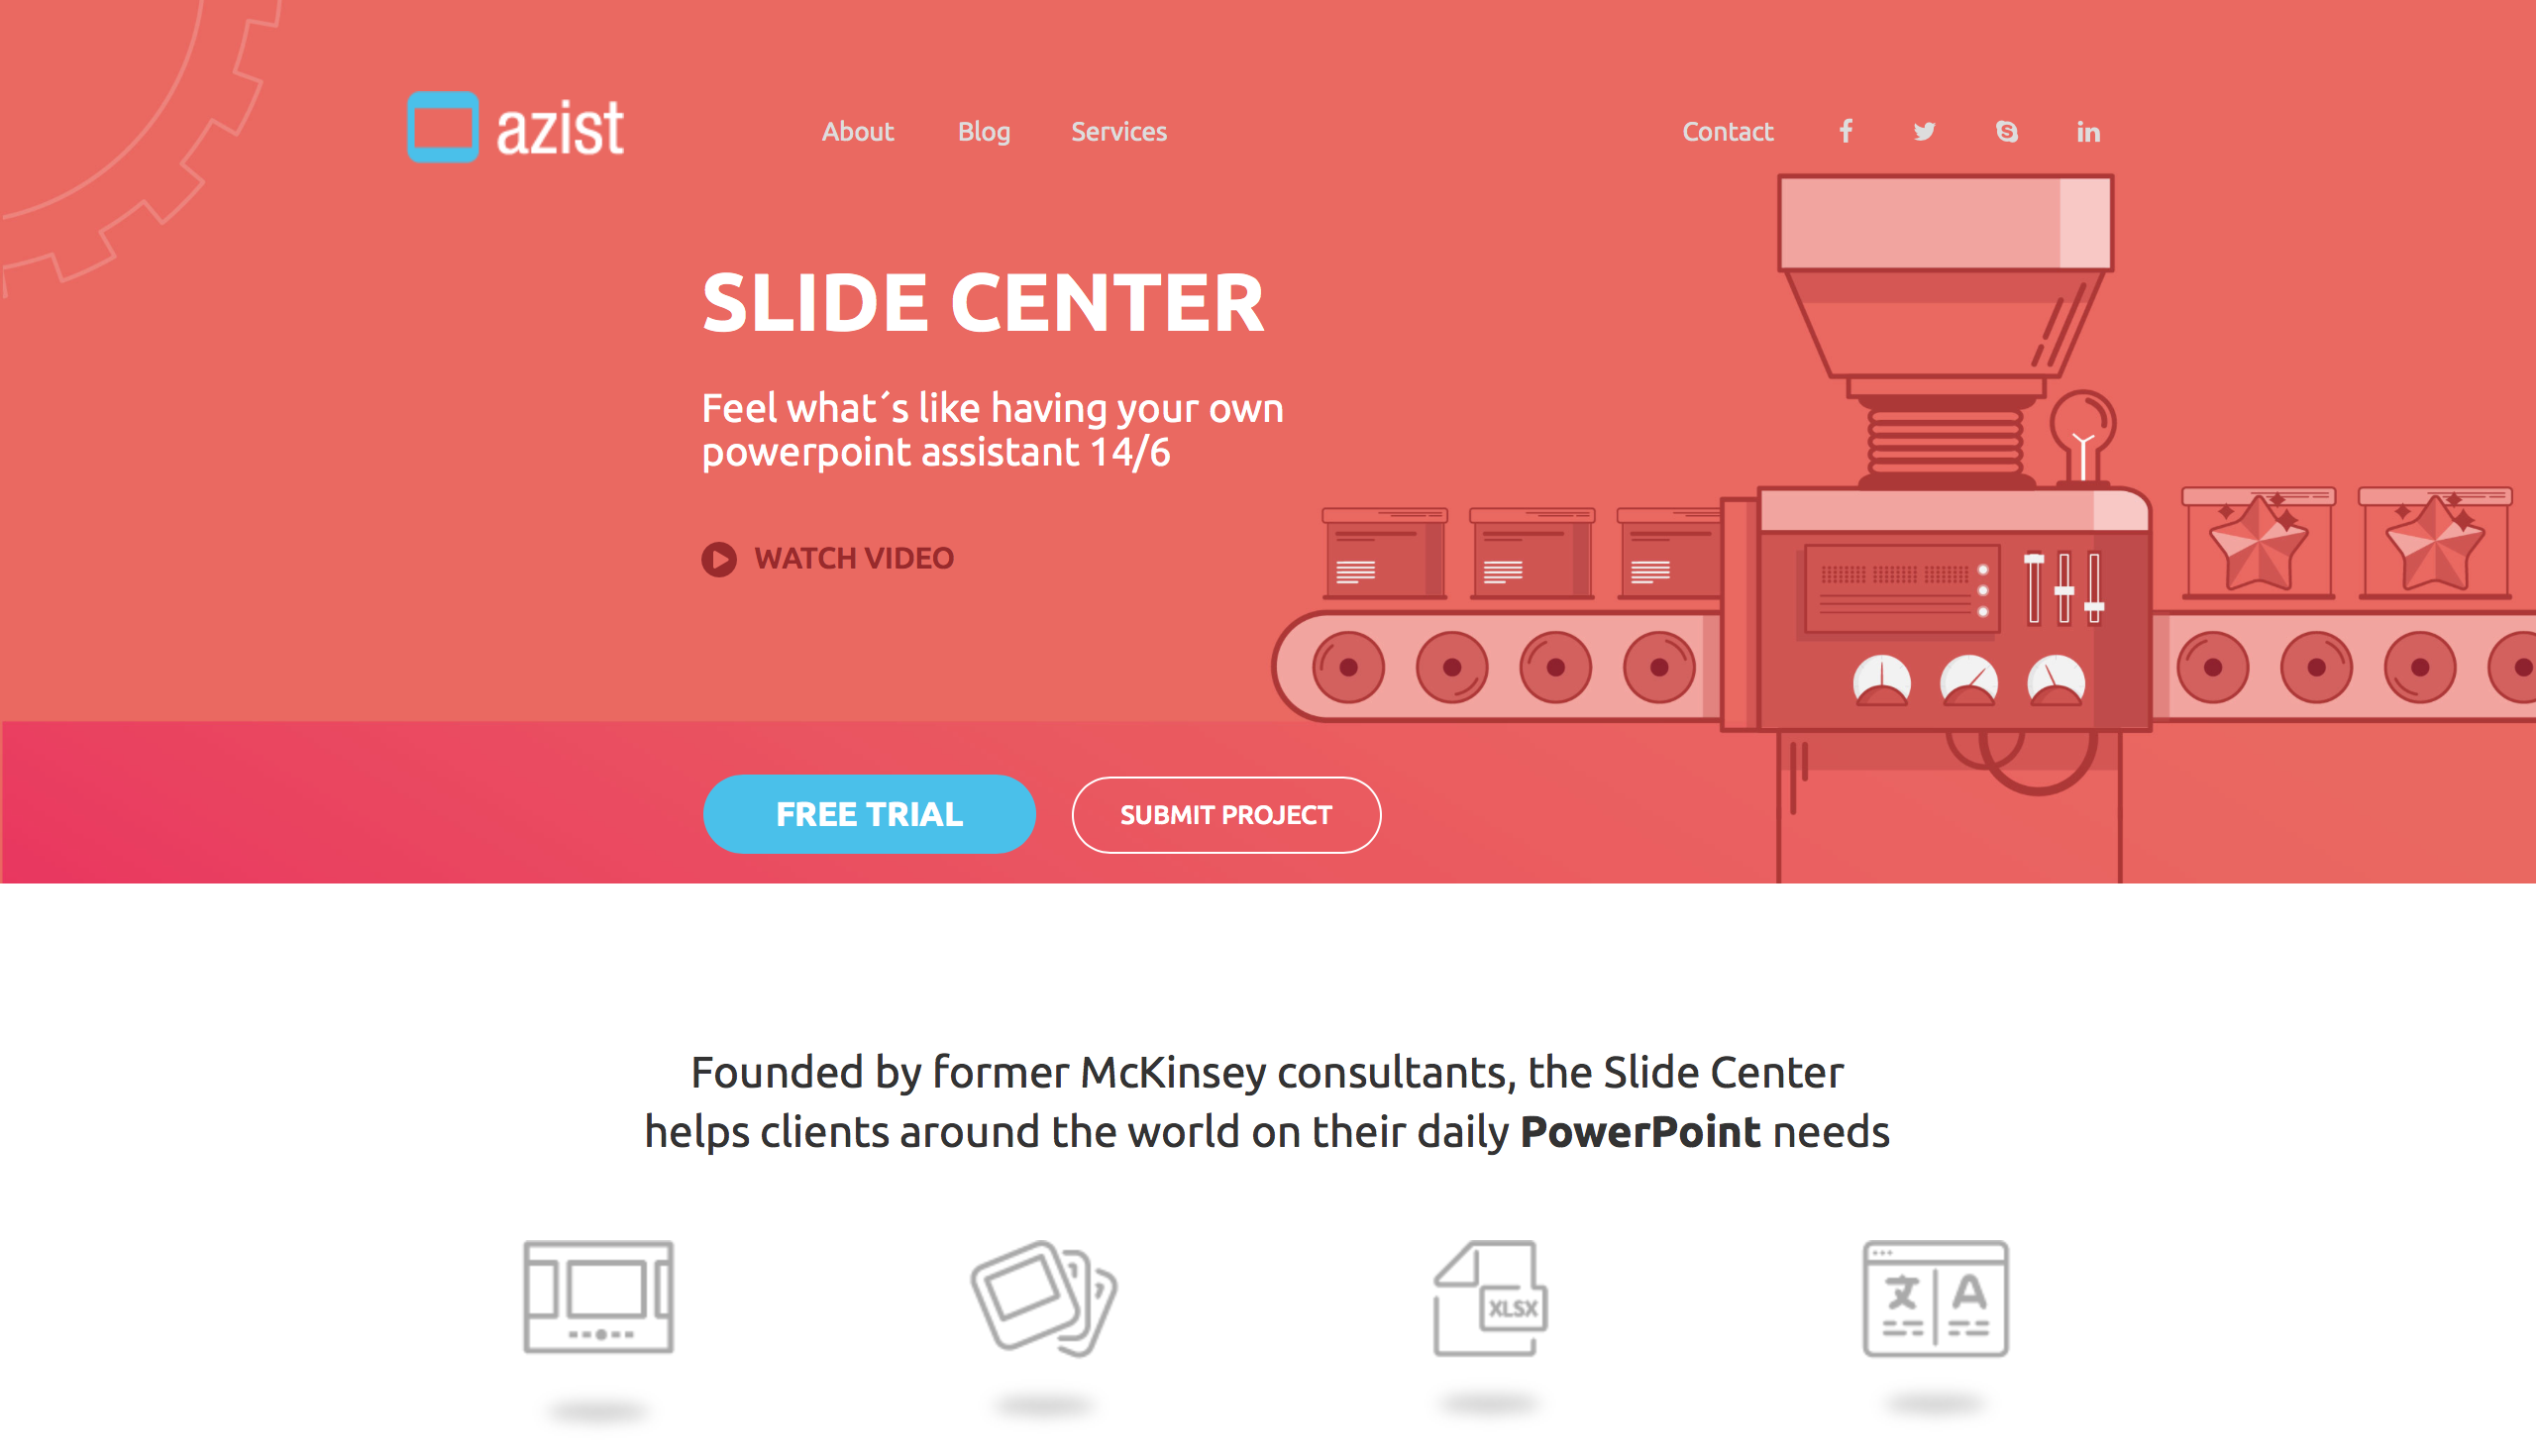 azist
About Blog Services Contact
SLIDE CENTER
Feel what´s like having your own
powerpoint assistant 14/6
WATCH VIDEO
FREE TRIAL
SUBMIT PROJECT
Founded by former McKinsey consultants, the Slide Center
helps clients around the world on their daily PowerPoint needs
XLSX
文 A